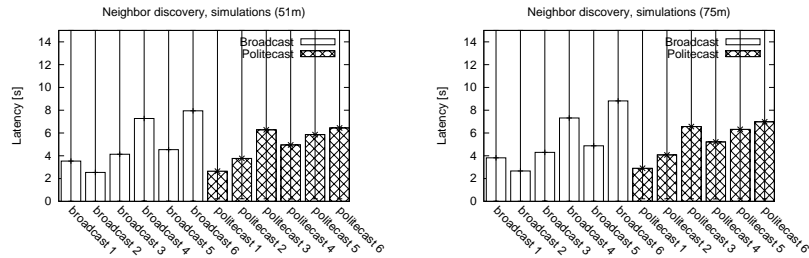 Neighbor discovery, simulations (51m)
Latency [s]
14
12
10
8
6
4
2
0
Broadcast
Politecast
broadcast 1
broadcast 2
broadcast 3
broadcast 4
broadcast 5
broadcast 6
politecast 1
politecast 2
politecast 3
politecast 4
politecast 5
politecast 6
Neighbor discovery, simulations (75m)
Latency [s]
14
12
10
8
6
4
2
0
Broadcast
Politecast
broadcast 1
broadcast 2
broadcast 3
broadcast 4
broadcast 5
broadcast 6
politecast 1
politecast 2
politecast 3
politecast 4
politecast 5
politecast 6